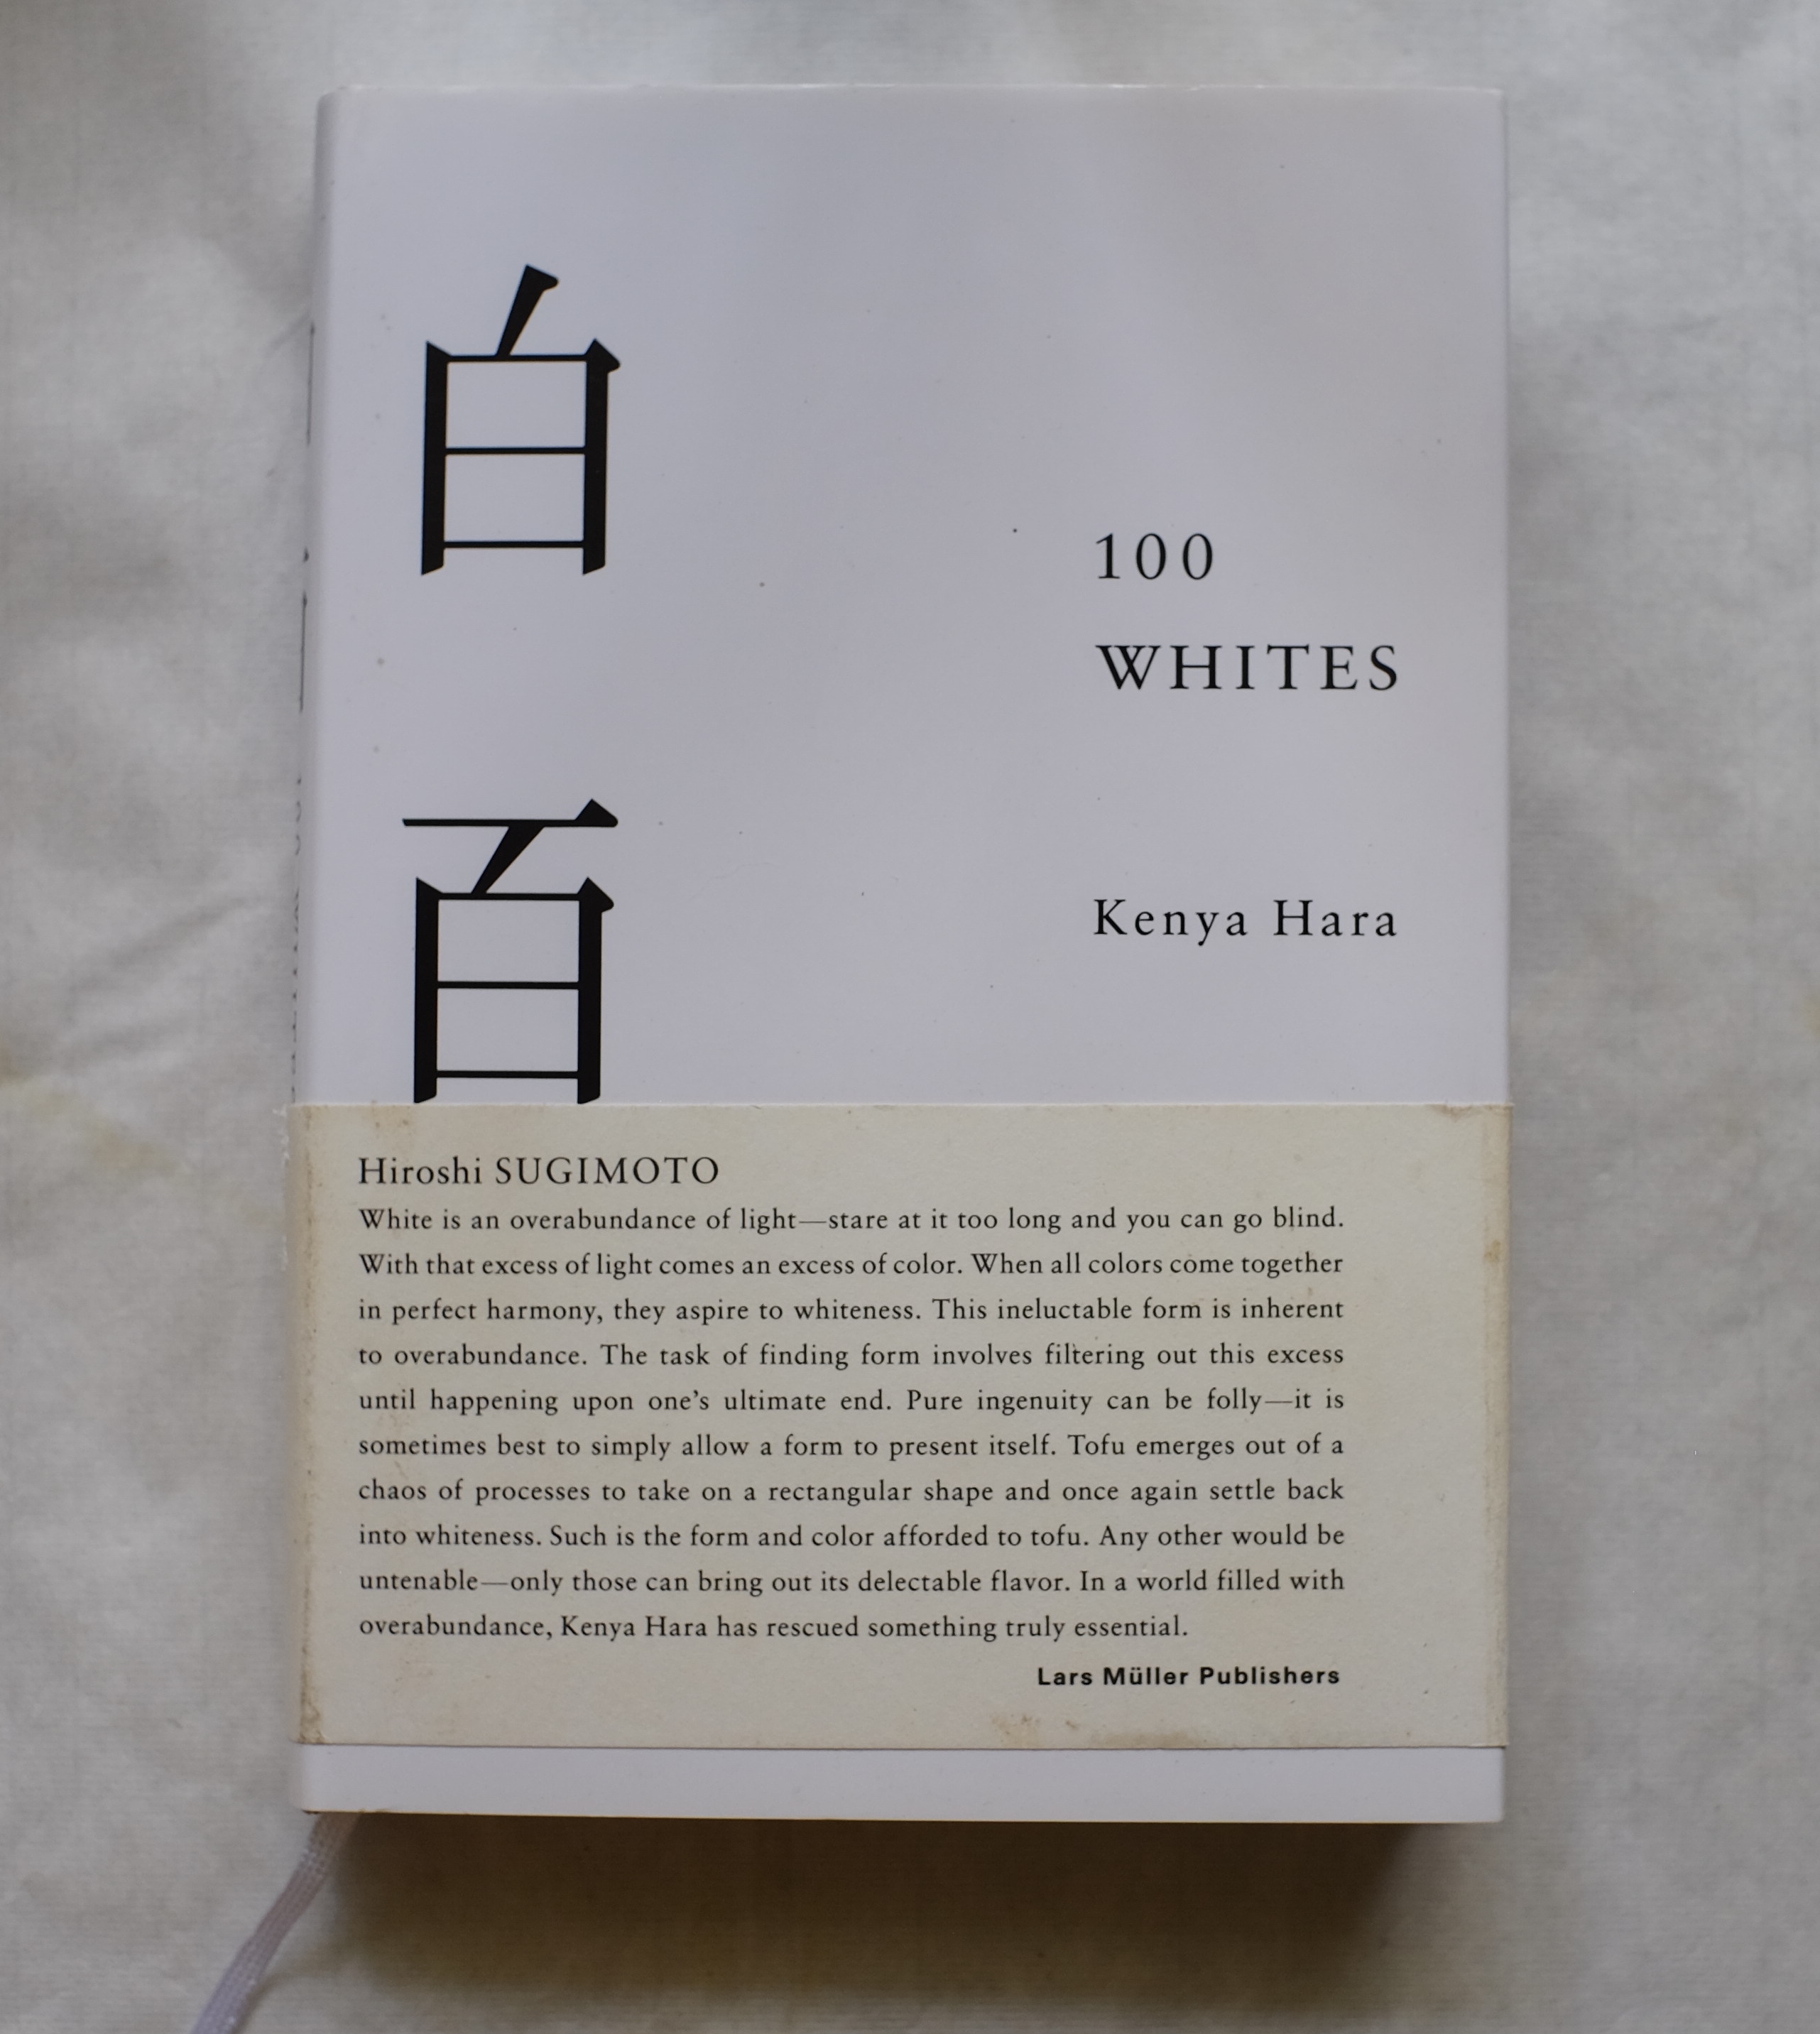 白
百
100
WHITES
Kenya Hara
Hiroshi SUGIMOTO
White is an overabundance of light—stare at it too long and you can go blind.
With that excess of light comes an excess of color. When all colors come together
in perfect harmony, they aspire to whiteness. This ineluctable form is inherent
to overabundance. The task of finding form involves filtering out this excess
until happening upon one’s ultimate end. Pure ingenuity can be folly—it is
sometimes best to simply allow a form to present itself. Tofu emerges out of a
chaos of processes to take on a rectangular shape and once again settle back
into whiteness. Such is the form and color afforded to tofu. Any other would be
untenable—only those can bring out its delectable flavor. In a world filled with
overabundance, Kenya Hara has rescued something truly essential.
Lars Müller Publishers